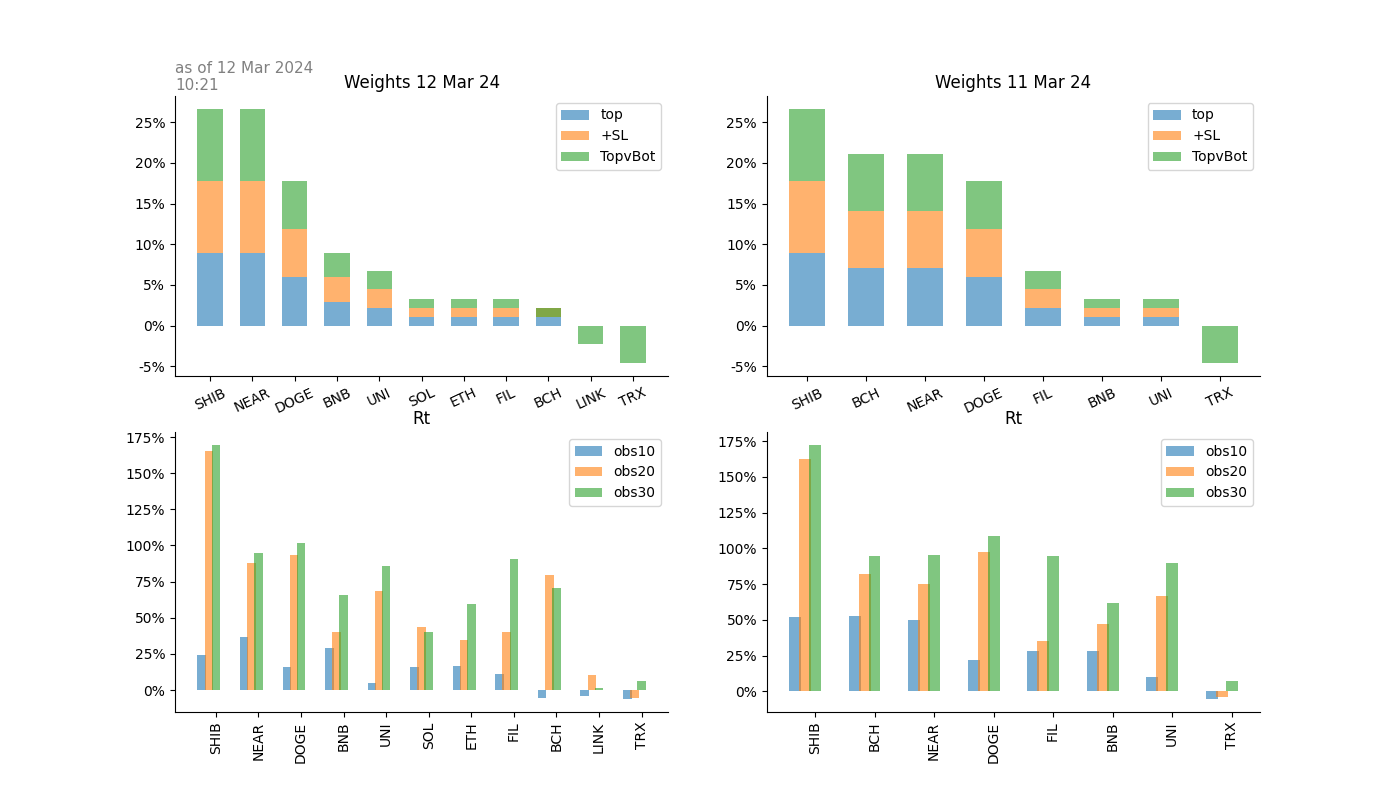 as of 12 Mar 2024
10:21
Weights 12 Mar 24
25%
20%
15%
10%
5%
0%
-5%
top
+SL
TopvBot
SHIB NEAR DOGE BNB UNI SOL ETH FIL BCH LINK TRX
Weights 11 Mar 24
25%
20%
15%
10%
5%
0%
-5%
top
+SL
TopvBot
SHIB BCH NEAR DOGE FIL BNB UNI TRX
Rt
175%
150%
125%
100%
75%
50%
25%
0%
obs10
obs20
obs30
SHIB NEAR DOGE BNB UNI SOL ETH FIL BCH LINK TRX
Rt
175%
150%
125%
100%
75%
50%
25%
0%
obs10
obs20
obs30
SHIB BCH NEAR DOGE FIL BNB UNI TRX